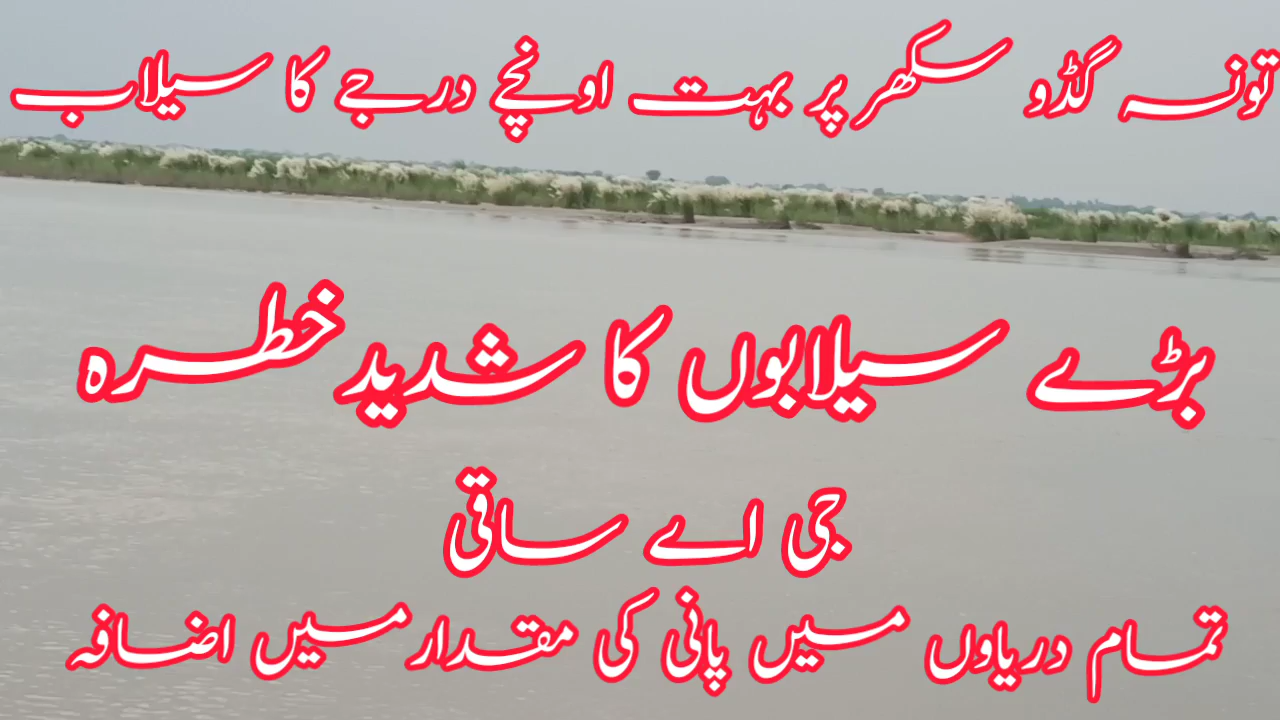 تونسہ گڈو سکھر پر بہت اونچے درجے کا سیلاب
بڑے سیلابوں کا شدید خطرہ
جی اے ساقی
تمام دریاوں میں پانی کی مقدار میں اضافہ